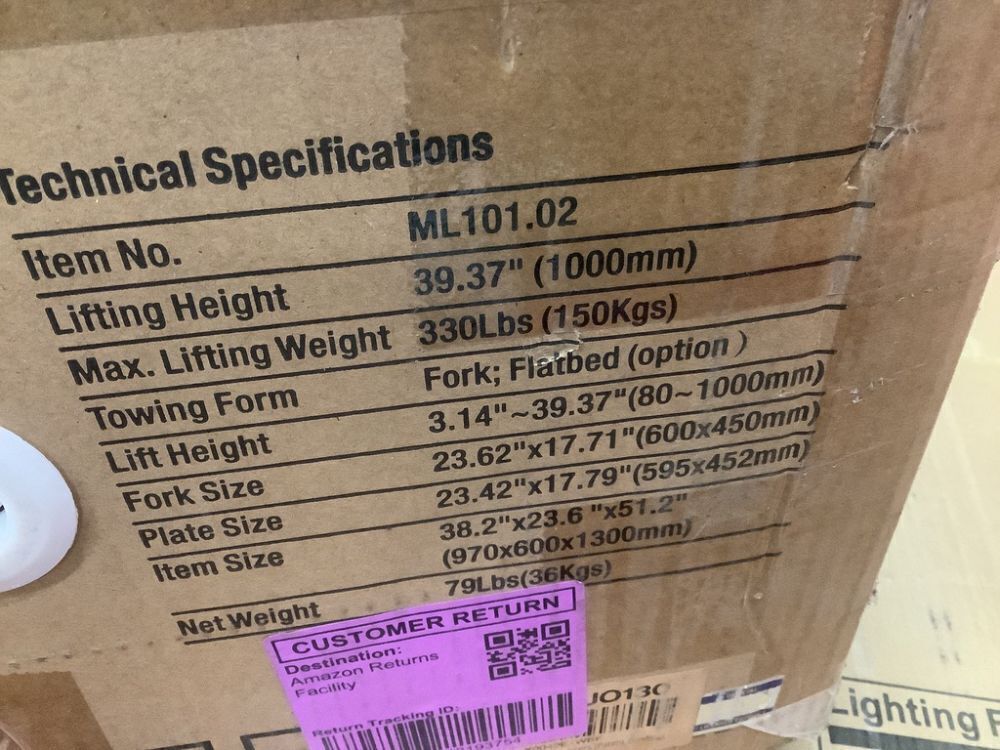 Technical Specifications
Item No. ML101.02
Lifting Height 39.37" (1000mm)
Max. Lifting Weight 330Lbs (150Kgs)
Towing Form Fork; Flatbed (option )
Lift Height 3.14"~39.37"(80~1000mm)
Fork Size 23.62"x17.71"(600x450mm)
Plate Size 23.42"x17.79"(595x452mm)
Item Size 38.2"x23.6 "x51.2"
(970x600x1300mm)
Net Weight 79Lbs(36Kgs)
CUSTOMER RETURN
Destination:
Amazon Returns
Facility
Return Tracking ID:
JO130
Lighting